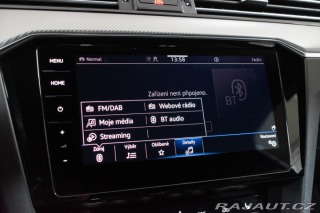 MENU
HOME
Normal
13:58
Zařízení není připojeno.
BT
FM/DAB
Webové rádio
Moje média
BT audio
Streaming
Nastavení
Zdroj
Výběr
Oblíbené
Detaily
RAJAUT.CZ